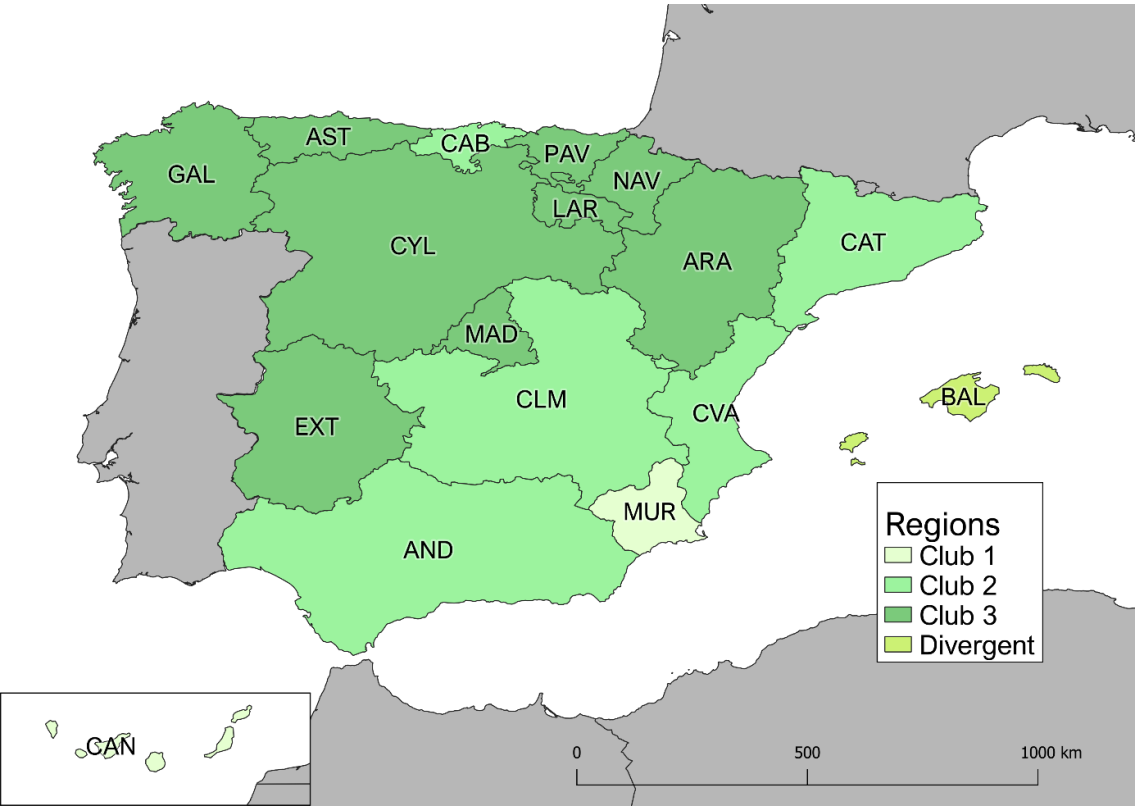 AST
CAB
PAV
GAL
NAV
LAR
CYL
CAT
ARA
MAD
CLM
BAL
CVA
EXT
MUR
AND
Regions
Club 1
Club 2
Club 3
Divergent
CAN
0 500 1000 km